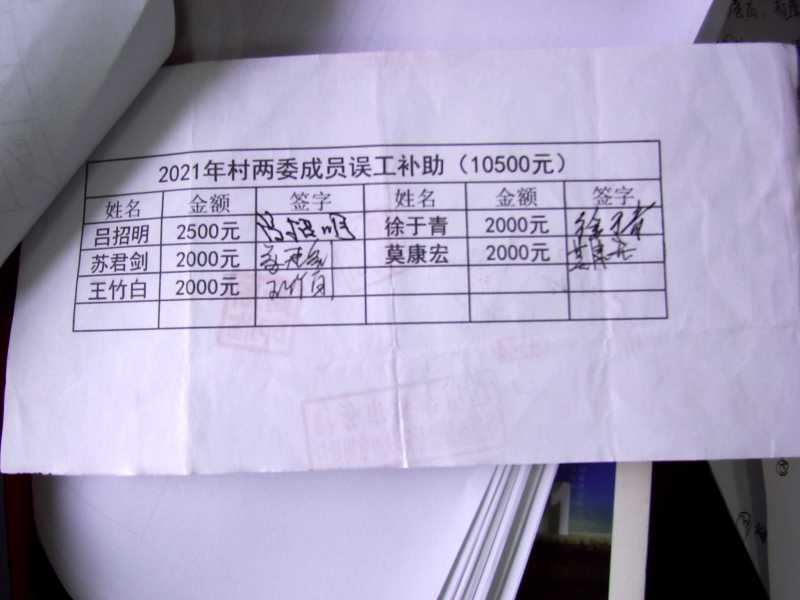 2021年村两委成员误工补助（10500元）
姓名 金额 签字 姓名 金额 签字
吕招明 2500元 吕招明 徐于青 2000元 徐于青
苏君剑 2000元 苏君剑 莫康宏 2000元 莫康宏
王竹白 2000元 王竹白